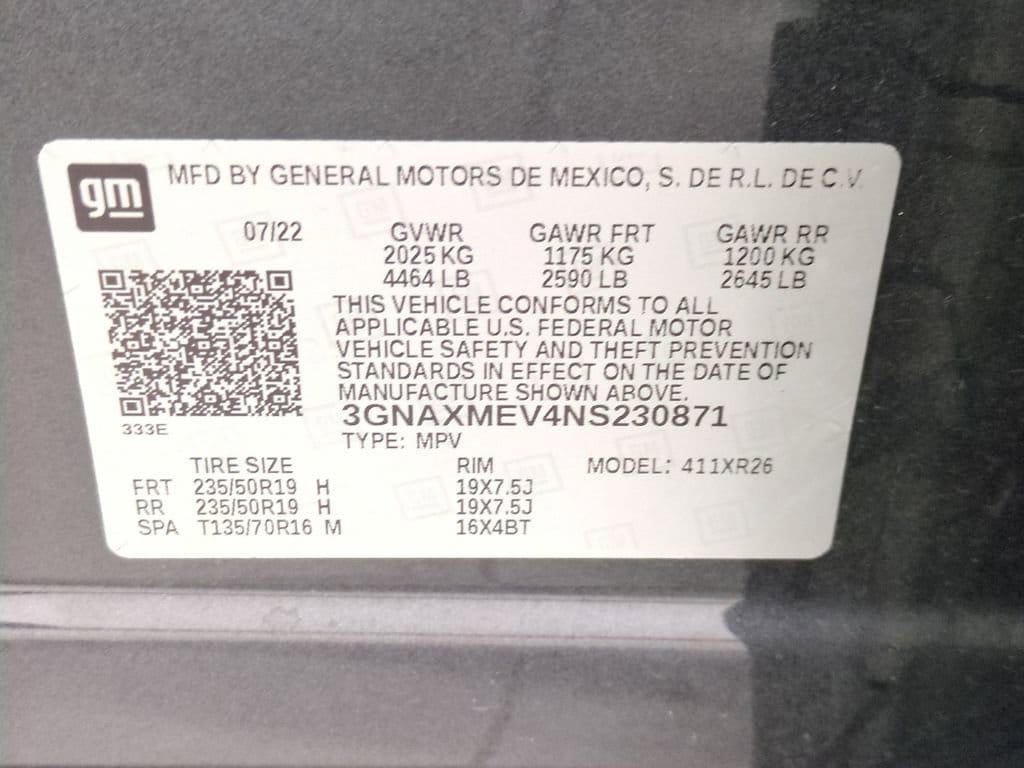 gm MFD BY GENERAL MOTORS DE MEXICO, S. DE R.L. DE C.V.
07/22 GVWR GAWR FRT GAWR RR
2025 KG 1175 KG 1200 KG
4464 LB 2590 LB 2645 LB
THIS VEHICLE CONFORMS TO ALL
APPLICABLE U.S. FEDERAL MOTOR
VEHICLE SAFETY AND THEFT PREVENTION
STANDARDS IN EFFECT ON THE DATE OF
MANUFACTURE SHOWN ABOVE.
3GNAXMEV4NS230871
333E
TYPE: MPV
TIRE SIZE RIM MODEL: 411XR26
FRT 235/50R19 H 19X7.5J
RR 235/50R19 H 19X7.5J
SPA T135/70R16 M 16X4BT